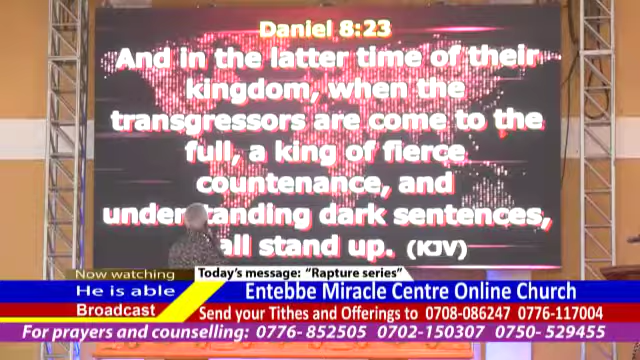 Daniel 8:23
And in the latter time of their
kingdom, when the
transgressors are come to the
full, a king of fierce
countenance, and
understanding dark sentences,
all stand up. (KJV)
Now watching
Today's message: "Rapture series"
He is able
Entebbe Miracle Centre Online Church
Broadcast
Send your Tithes and Offerings to 0708-086247 0776-117004
For prayers and counselling: 0776- 852505 0702-150307 0750- 529455